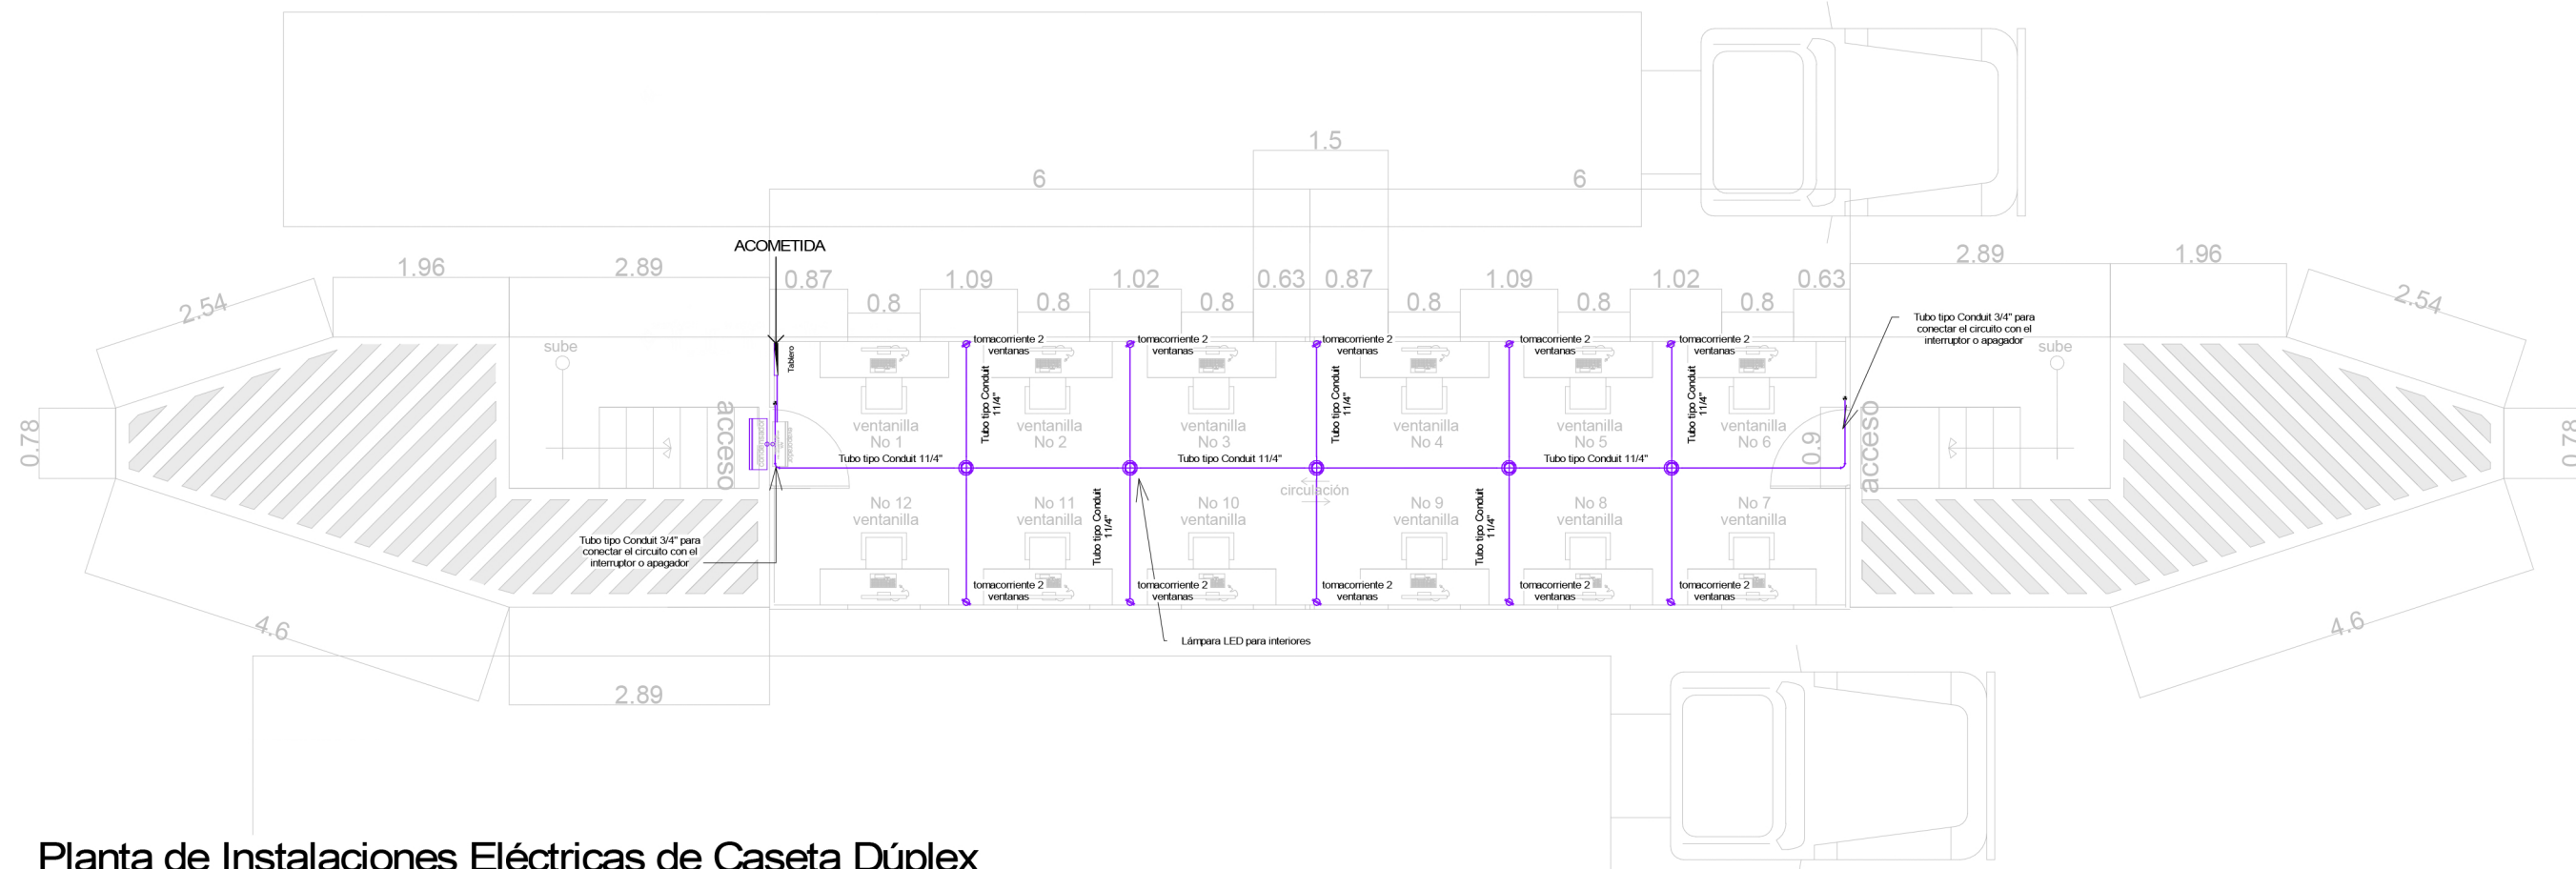 1.5
6
6
ACOMETIDA
1.96
2.89
2.89
1.96
2.54
2.54
0.87
1.09
1.02
0.63
0.87
1.09
1.02
0.63
0.8
0.8
0.8
0.8
0.8
0.8
Tubo tipo Conduit 3/4" para
conectar el circuito con el
interruptor o apagador
sube
sube
Tablero
tomacorriente 2
ventanas
tomacorriente 2
ventanas
tomacorriente 2
ventanas
tomacorriente 2
ventanas
tomacorriente 2
ventanas
Tubo tipo Conduit
11/4"
Tubo tipo Conduit
11/4"
Tubo tipo Conduit
11/4"
acceso
acceso
0.78
0.78
0.9
condensador
ventanilla
No 1
ventanilla
No 2
ventanilla
No 3
ventanilla
No 4
ventanilla
No 5
ventanilla
No 6
Tubo tipo Conduit 11/4"
Tubo tipo Conduit 11/4"
Tubo tipo Conduit 11/4"
circulación
No 12
ventanilla
No 11
ventanilla
No 10
ventanilla
No 9
ventanilla
No 8
ventanilla
No 7
ventanilla
Tubo tipo Conduit
11/4"
Tubo tipo Conduit
11/4"
Tubo tipo Conduit 3/4" para
conectar el circuito con el
interruptor o apagador
tomacorriente 2
ventanas
tomacorriente 2
ventanas
tomacorriente 2
ventanas
tomacorriente 2
ventanas
tomacorriente 2
ventanas
4.6
4.6
Lámpara LED para interiores
2.89
Planta de Instalaciones Eléctricas de Caseta Dúplex